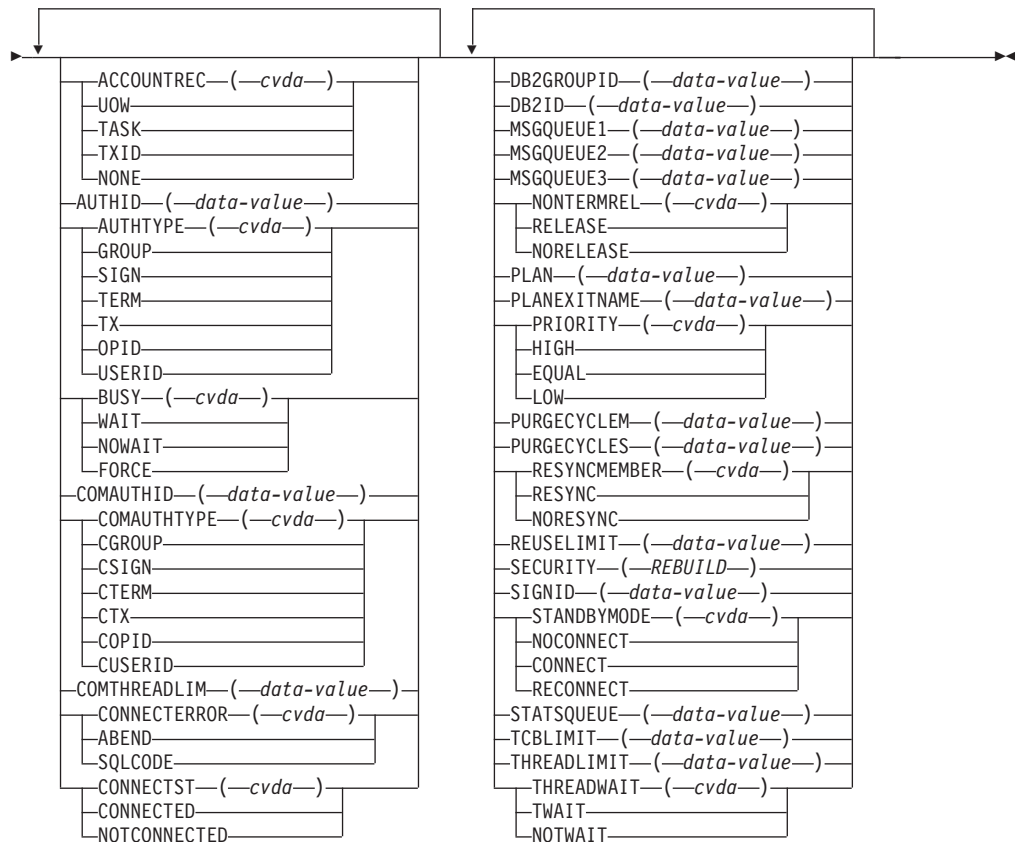 ACCOUNTREC (cvda)
UOW
TASK
TXID
NONE
AUTHID (data-value)
AUTHTYPE (cvda)
GROUP
SIGN
TERM
TX
OPID
USERID
BUSY (cvda)
WAIT
NOWAIT
FORCE
COMAUTHID (data-value)
COMAUTHTYPE (cvda)
CGROUP
CSIGN
CTERM
CTX
COPID
CUSERID
COMTHREADLIM (data-value)
CONNECTERROR (cvda)
ABEND
SQLCODE
CONNECTST (cvda)
CONNECTED
NOTCONNECTED
DB2GROUPID (data-value)
DB2ID (data-value)
MSGQUEUE1 (data-value)
MSGQUEUE2 (data-value)
MSGQUEUE3 (data-value)
NONTERMREL (cvda)
RELEASE
NORELEASE
PLAN (data-value)
PLANEXITNAME (data-value)
PRIORITY (cvda)
HIGH
EQUAL
LOW
PURGECYCLEM (data-value)
PURGECYCLES (data-value)
RESYNCMEMBER (cvda)
RESYNC
NORESYNC
REUSELIMIT (data-value)
SECURITY (REBUILD)
SIGNID (data-value)
STANDBYMODE (cvda)
NOCONNECT
CONNECT
RECONNECT
STATSQUEUE (data-value)
TCBLIMIT (data-value)
THREADLIMIT (data-value)
THREADWAIT (cvda)
TWAIT
NOTWAIT